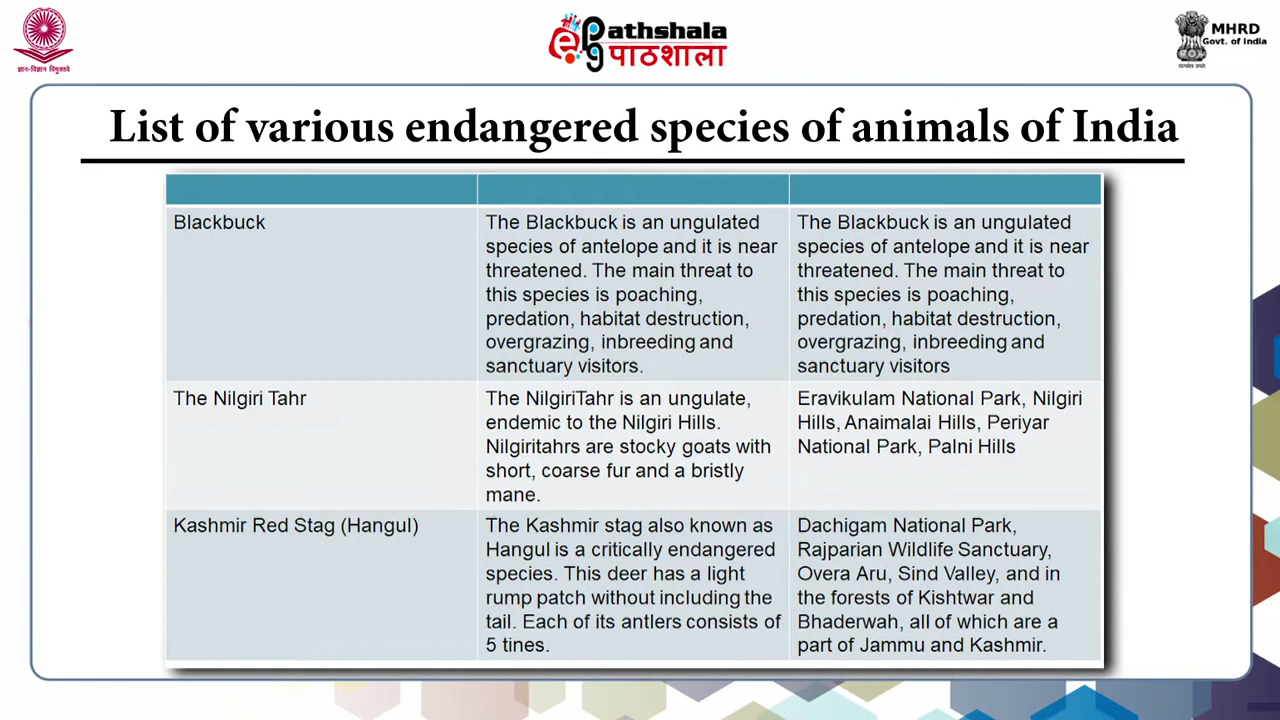 ज्ञान-विज्ञान विमुक्तये
Pathshala
पाठशाला
MHRD
Govt. of India
सत्यमेव जयते
List of various endangered species of animals of India
Blackbuck
The Blackbuck is an ungulated
species of antelope and it is near
threatened. The main threat to
this species is poaching,
predation, habitat destruction,
overgrazing, inbreeding and
sanctuary visitors.
The Blackbuck is an ungulated
species of antelope and it is near
threatened. The main threat to
this species is poaching,
predation, habitat destruction,
overgrazing, inbreeding and
sanctuary visitors
The Nilgiri Tahr
The NilgiriTahr is an ungulate,
endemic to the Nilgiri Hills.
Nilgiritahrs are stocky goats with
short, coarse fur and a bristly
mane.
Eravikulam National Park, Nilgiri
Hills, Anaimalai Hills, Periyar
National Park, Palni Hills
Kashmir Red Stag (Hangul)
The Kashmir stag also known as
Hangul is a critically endangered
species. This deer has a light
rump patch without including the
tail. Each of its antlers consists of
5 tines.
Dachigam National Park,
Rajparian Wildlife Sanctuary,
Overa Aru, Sind Valley, and in
the forests of Kishtwar and
Bhaderwah, all of which are a
part of Jammu and Kashmir.